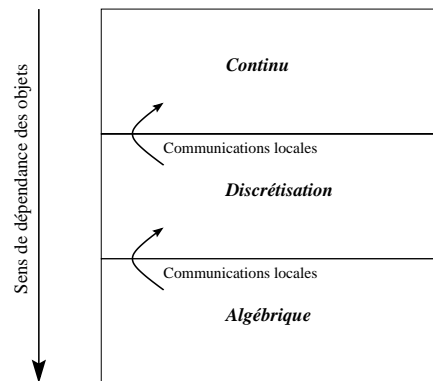 Sens de dépendance des objets
Continu
Communications locales
Discrétisation
Communications locales
Algébrique